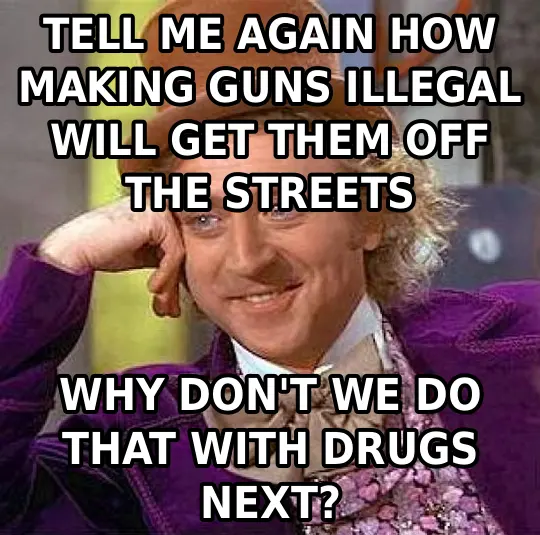 TELL ME AGAIN HOW
MAKING GUNS ILLEGAL
WILL GET THEM OFF
THE STREETS
WHY DON'T WE DO
THAT WITH DRUGS
NEXT?